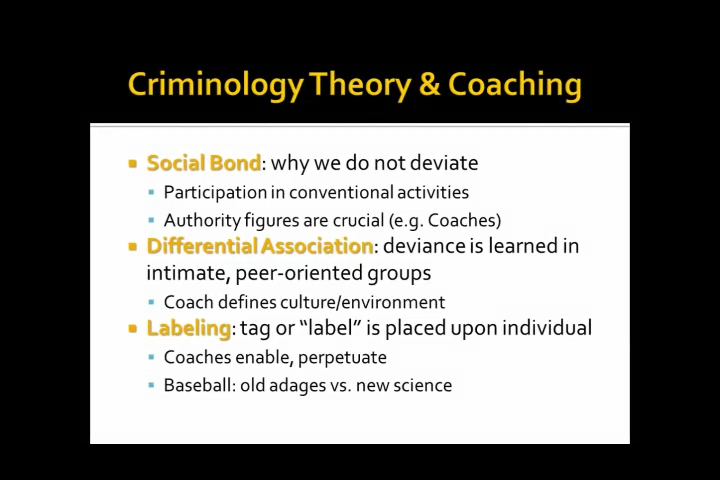 Criminology Theory & Coaching
Social Bond: why we do not deviate
Participation in conventional activities
Authority figures are crucial (e.g. Coaches)
Differential Association: deviance is learned in
intimate, peer-oriented groups
Coach defines culture/environment
Labeling: tag or “label” is placed upon individual
Coaches enable, perpetuate
Baseball: old adages vs. new science